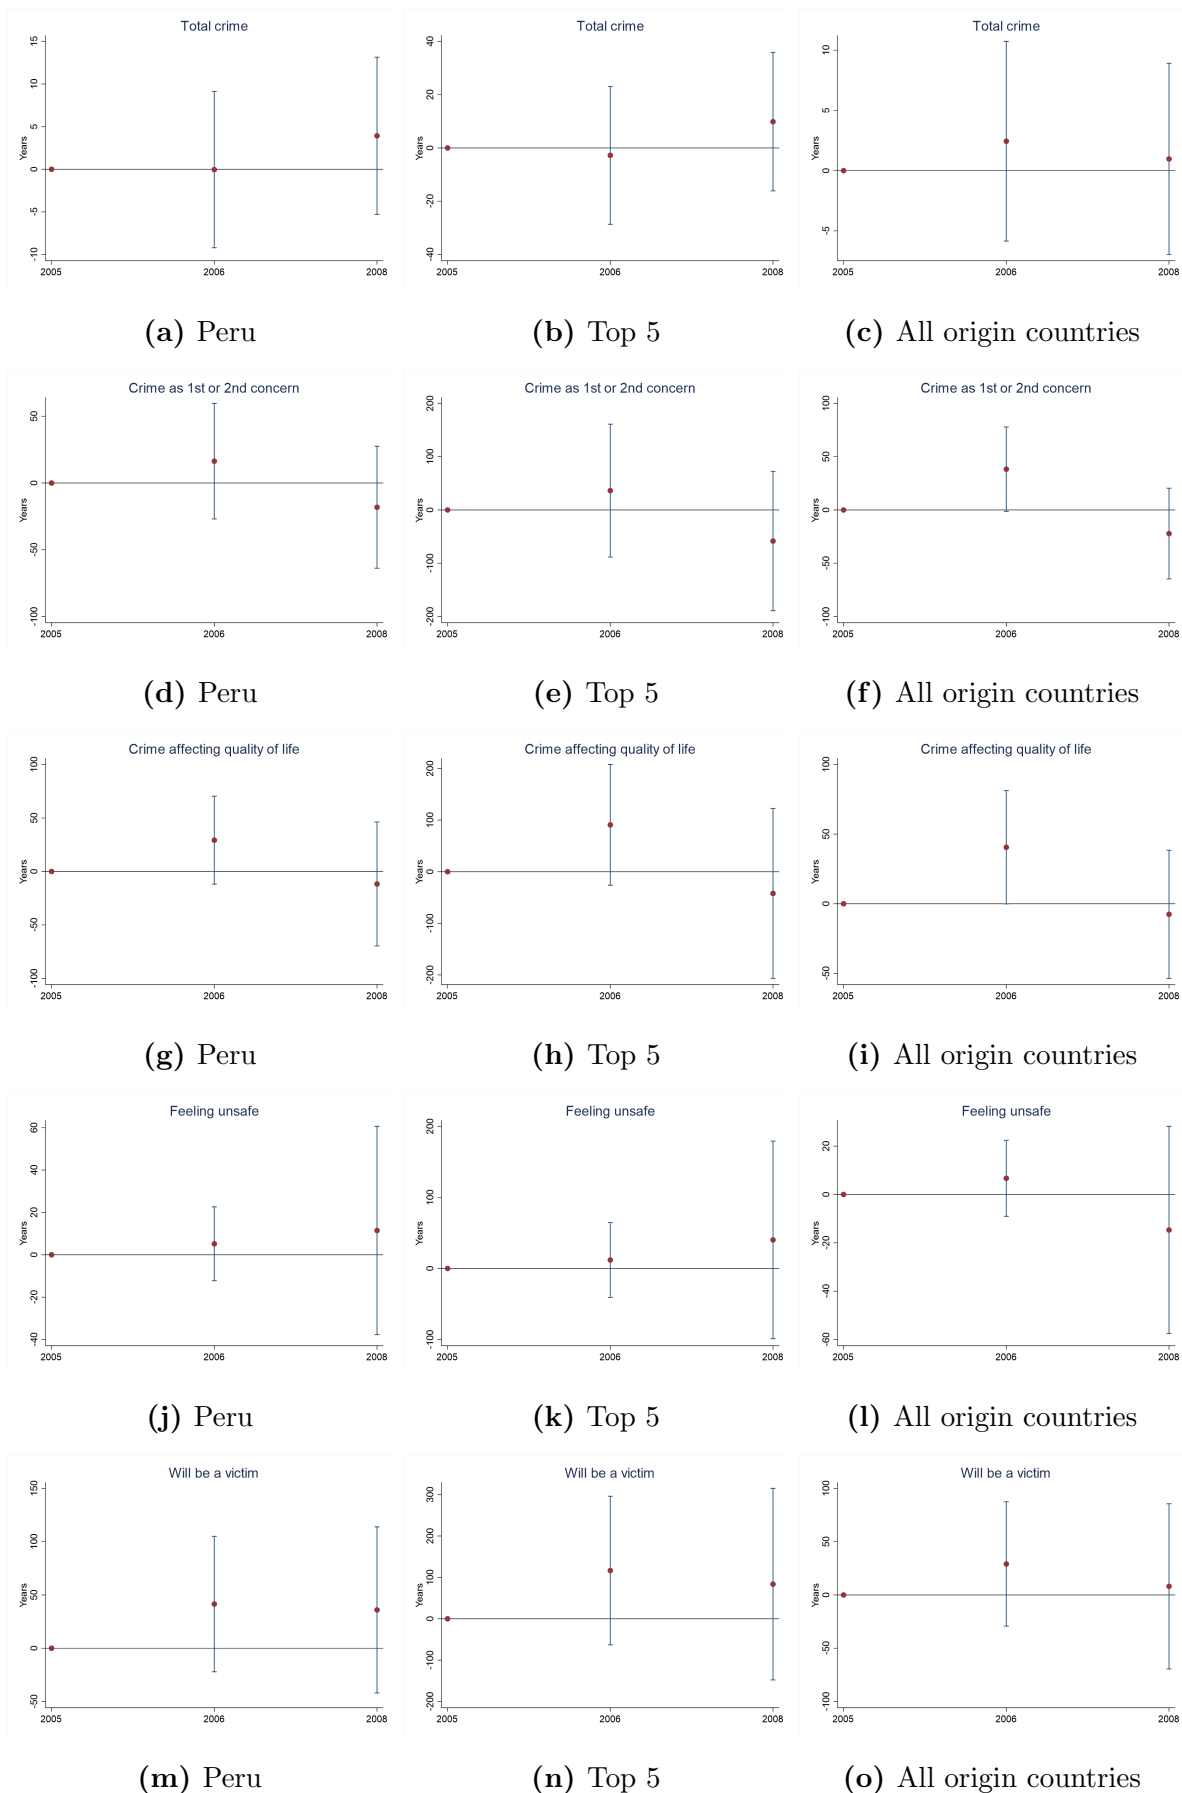 Total crime
Years
15
10
5
0
-5
-10
2005 2006 2008
(a) Peru
Total crime
Years
40
20
0
-20
-40
2005 2006 2008
(b) Top 5
Total crime
Years
10
5
0
-5
2005 2006 2008
(c) All origin countries
Crime as 1st or 2nd concern
Years
50
0
-50
-100
2005 2006 2008
(d) Peru
Crime as 1st or 2nd concern
Years
200
100
0
-100
-200
2005 2006 2008
(e) Top 5
Crime as 1st or 2nd concern
Years
100
50
0
-50
-100
2005 2006 2008
(f) All origin countries
Crime affecting quality of life
Years
100
50
0
-50
-100
2005 2006 2008
(g) Peru
Crime affecting quality of life
Years
200
100
0
-100
-200
2005 2006 2008
(h) Top 5
Crime affecting quality of life
Years
100
50
0
-50
2005 2006 2008
(i) All origin countries
Feeling unsafe
Years
60
40
20
0
-20
-40
2005 2006 2008
(j) Peru
Feeling unsafe
Years
200
100
0
-100
2005 2006 2008
(k) Top 5
Feeling unsafe
Years
20
0
-20
-40
-60
2005 2006 2008
(l) All origin countries
Will be a victim
Years
150
100
50
0
-50
2005 2006 2008
(m) Peru
Will be a victim
Years
300
200
100
0
-100
-200
2005 2006 2008
(n) Top 5
Will be a victim
Years
100
50
0
-50
-100
2005 2006 2008
(o) All origin countries